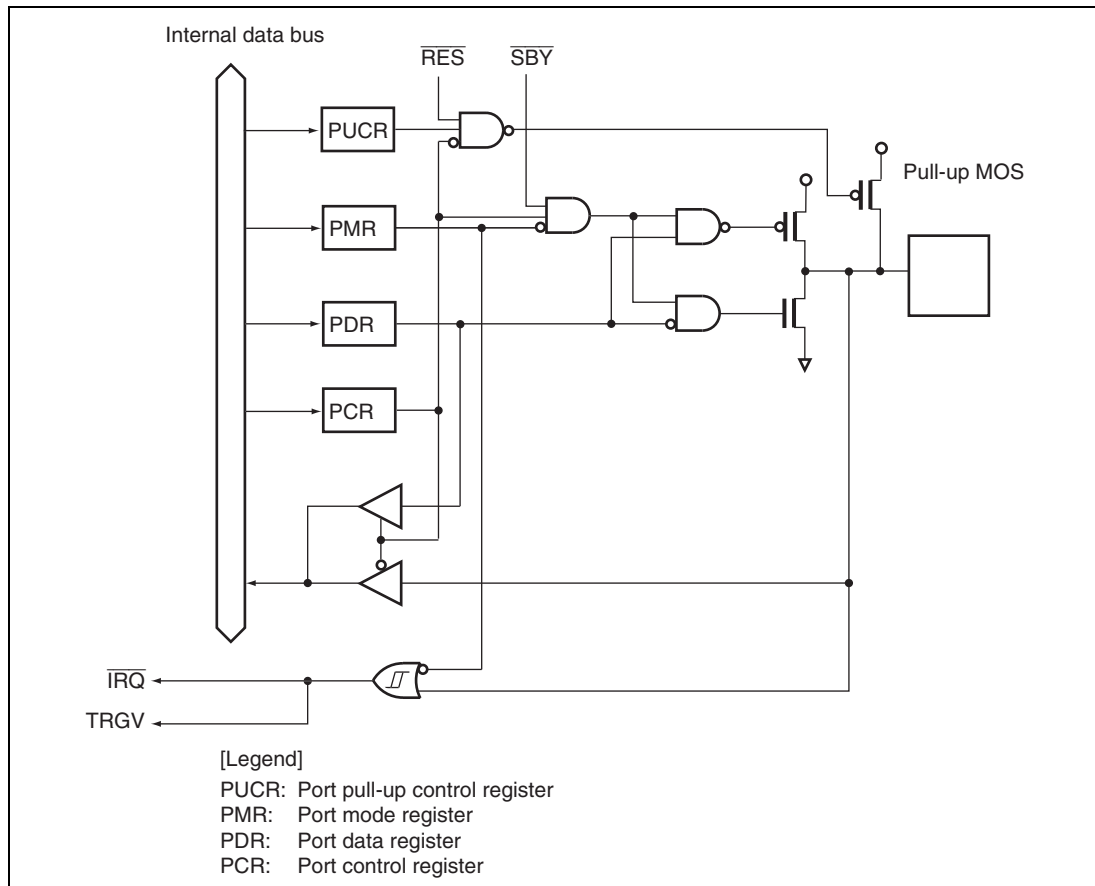 Internal data bus
RES
SBY
PUCR
Pull-up MOS
PMR
PDR
PCR
IRQ
TRGV
[Legend]
PUCR: Port pull-up control register
PMR: Port mode register
PDR: Port data register
PCR: Port control register